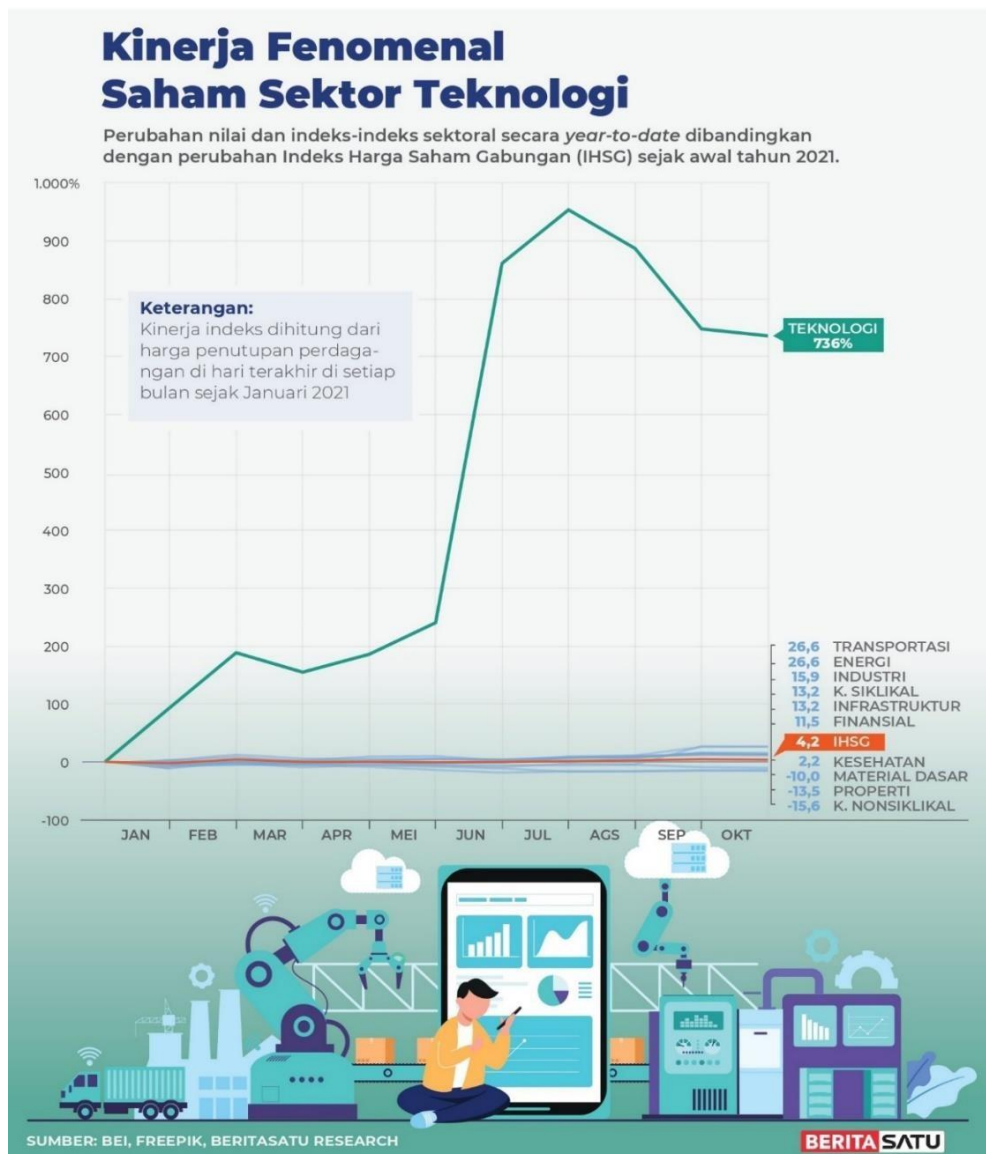 Kinerja Fenomenal
Saham Sektor Teknologi
Perubahan nilai dan indeks-indeks sektoral secara year-to-date dibandingkan
dengan perubahan Indeks Harga Saham Gabungan (IHSG) sejak awal tahun 2021.
1.000%
900
800
700
600
500
400
300
200
100
0
-100
Keterangan:
Kinerja indeks dihitung dari
harga penutupan perdaga-
ngan di hari terakhir di setiap
bulan sejak Januari 2021
TEKNOLOGI
736%
26,6 TRANSPORTASI
26,6 ENERGI
15,9 INDUSTRI
13,2 K. SIKLIKAL
13,2 INFRASTRUKTUR
11,5 FINANSIAL
4,2 IHSG
2,2 KESEHATAN
-10,0 MATERIAL DASAR
-13,5 PROPERTI
-15,6 K. NONSIKLIKAL
JAN FEB MAR APR MEI JUN JUL AGS SEP OKT
SUMBER: BEI, FREEPIK, BERITASATU RESEARCH
BERITA SATU